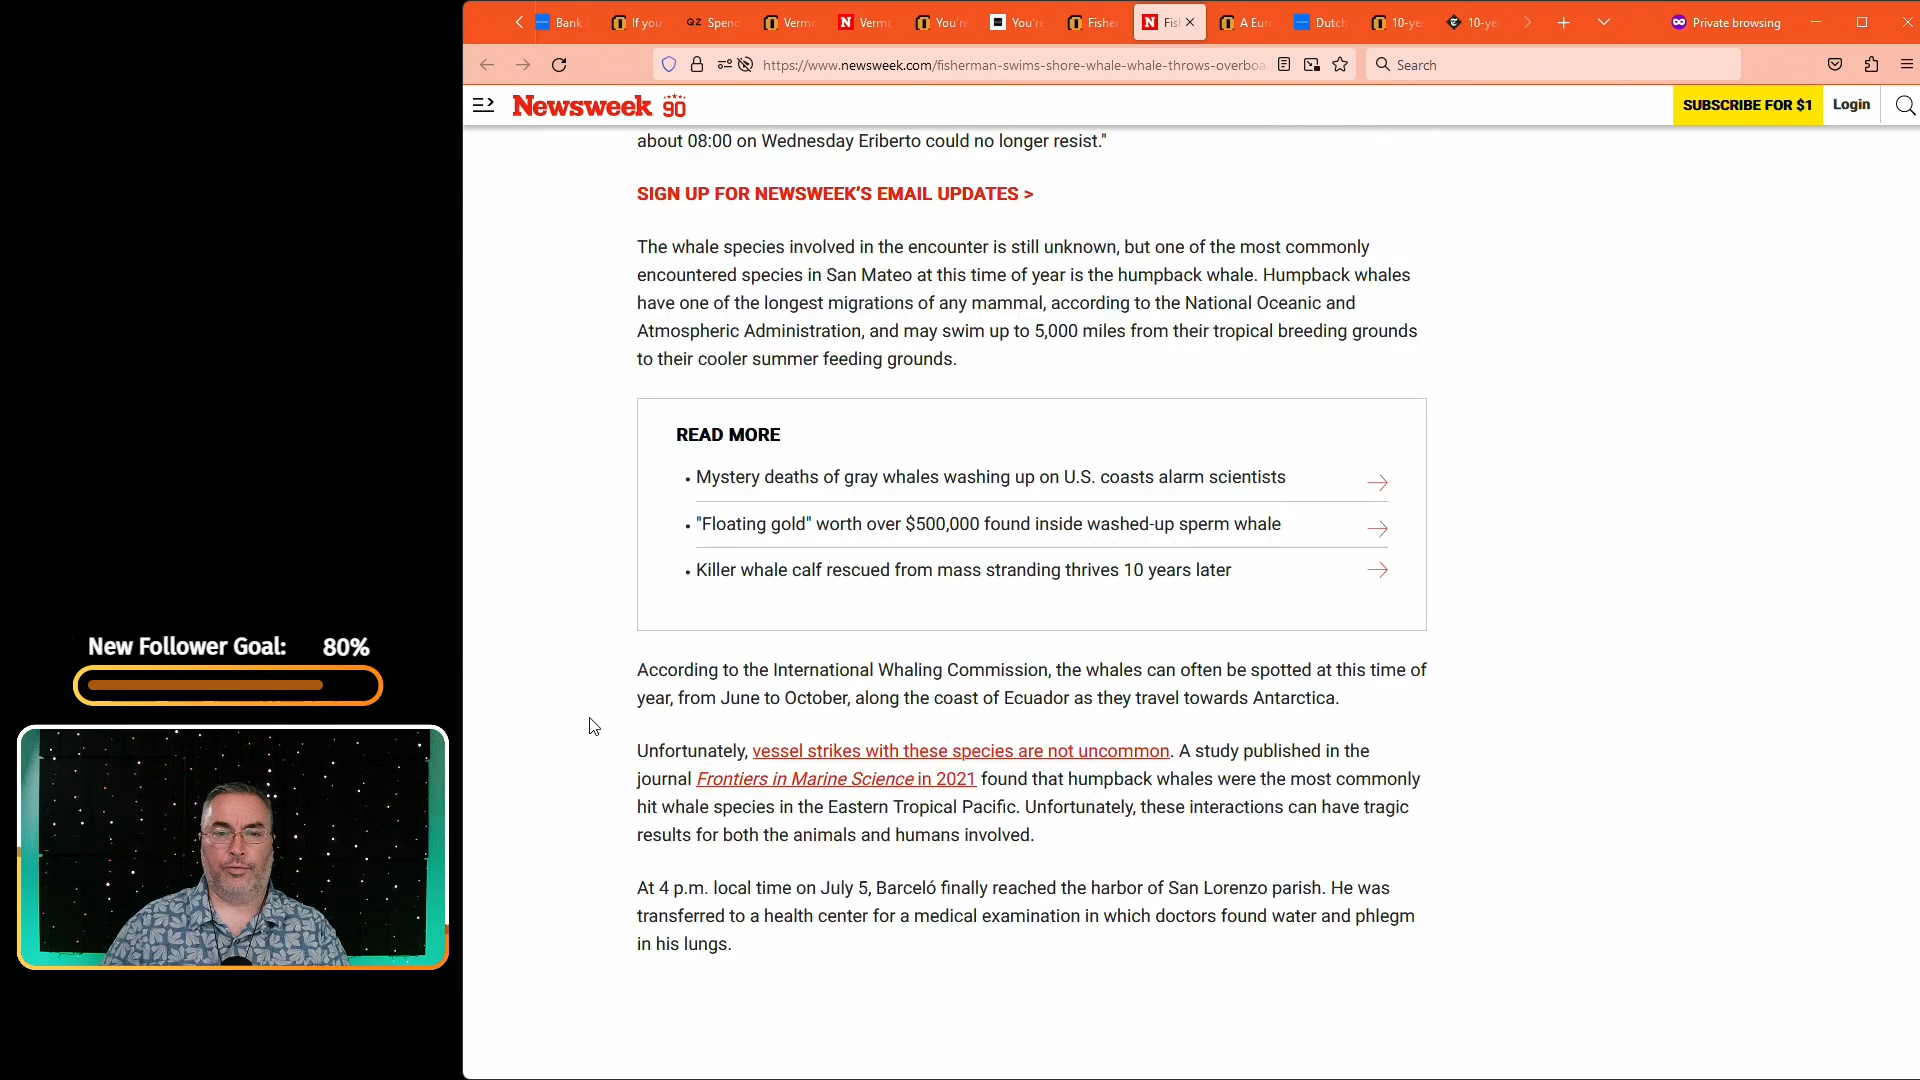 Bank
If you
QZ Spend
Vermo
N Verm
You're
You're
Fishe
N Fis
A Eur
Dutch
10-ye
10-ye
Private browsing
https://www.newsweek.com/fisherman-swims-shore-whale-whale-throws-overboa
Search
Newsweek 90
SUBSCRIBE FOR $1
Login
about 08:00 on Wednesday Eriberto could no longer resist."
SIGN UP FOR NEWSWEEK'S EMAIL UPDATES >
The whale species involved in the encounter is still unknown, but one of the most commonly
encountered species in San Mateo at this time of year is the humpback whale. Humpback whales
have one of the longest migrations of any mammal, according to the National Oceanic and
Atmospheric Administration, and may swim up to 5,000 miles from their tropical breeding grounds
to their cooler summer feeding grounds.
READ MORE
• Mystery deaths of gray whales washing up on U.S. coasts alarm scientists
• "Floating gold" worth over $500,000 found inside washed-up sperm whale
• Killer whale calf rescued from mass stranding thrives 10 years later
New Follower Goal: 80%
According to the International Whaling Commission, the whales can often be spotted at this time of
year, from June to October, along the coast of Ecuador as they travel towards Antarctica.
Unfortunately, vessel strikes with these species are not uncommon. A study published in the
journal Frontiers in Marine Science in 2021 found that humpback whales were the most commonly
hit whale species in the Eastern Tropical Pacific. Unfortunately, these interactions can have tragic
results for both the animals and humans involved.
At 4 p.m. local time on July 5, Barceló finally reached the harbor of San Lorenzo parish. He was
transferred to a health center for a medical examination in which doctors found water and phlegm
in his lungs.